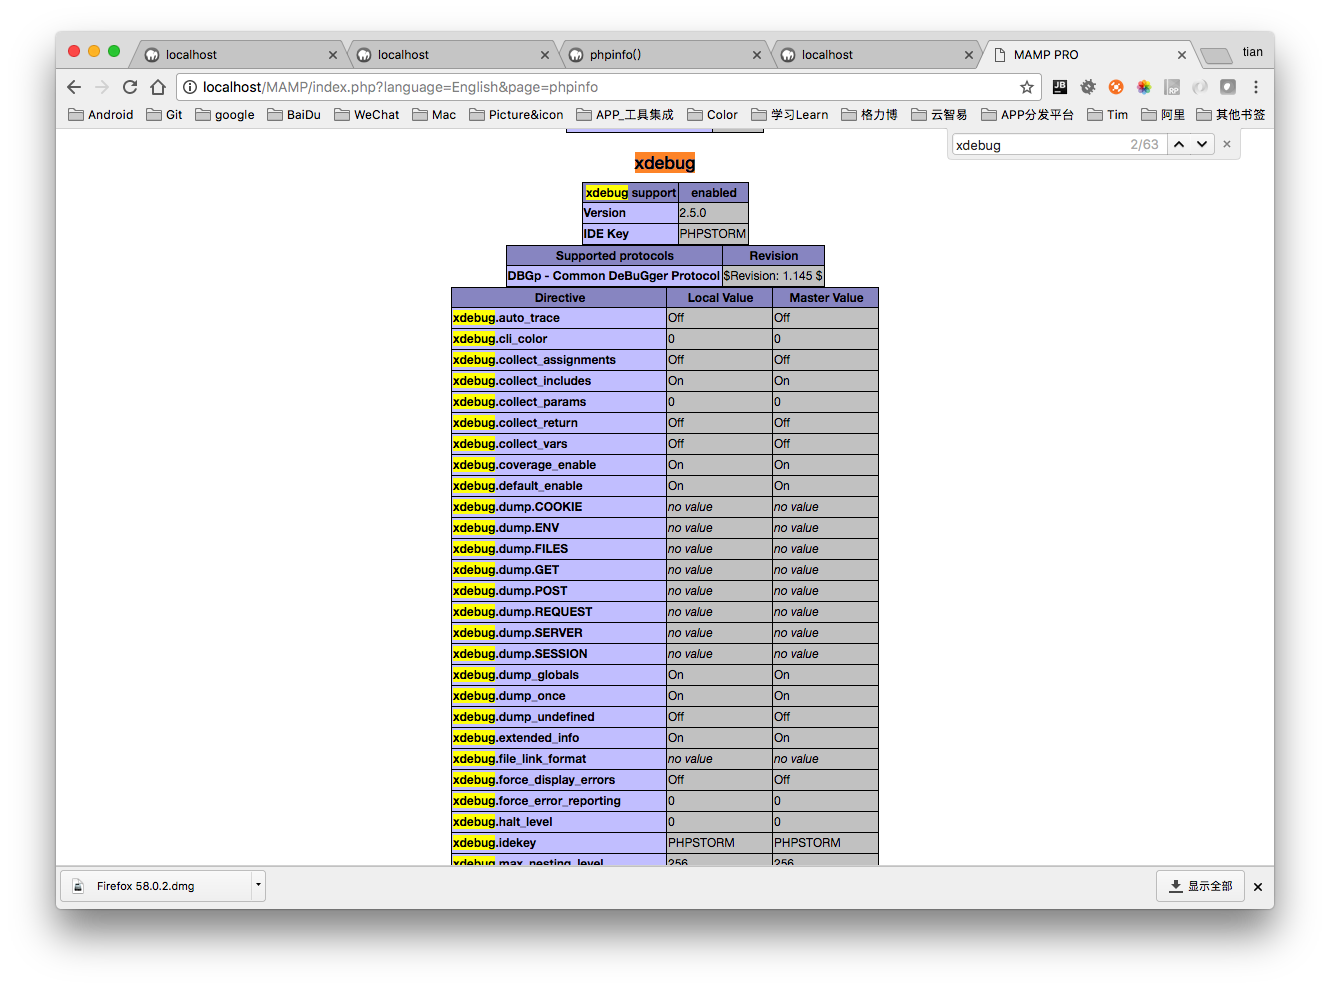 localhost localhost phpinfo() localhost MAMP PRO tian
localhost/MAMP/index.php?language=English&page=phpinfo
Android Git google BaiDu WeChat Mac Picture&icon APP_工具集成 Color 学习Learn 格力博 云智易 APP分发平台 Tim 阿里 其他书签
xdebug 2/63
xdebug
xdebug support enabled
Version 2.5.0
IDE Key PHPSTORM
Supported protocols Revision
DBGp - Common DeBuGger Protocol $Revision: 1.145 $
Directive Local Value Master Value
xdebug.auto_trace Off Off
xdebug.cli_color 0 0
xdebug.collect_assignments Off Off
xdebug.collect_includes On On
xdebug.collect_params 0 0
xdebug.collect_return Off Off
xdebug.collect_vars Off Off
xdebug.coverage_enable On On
xdebug.default_enable On On
xdebug.dump.COOKIE no value no value
xdebug.dump.ENV no value no value
xdebug.dump.FILES no value no value
xdebug.dump.GET no value no value
xdebug.dump.POST no value no value
xdebug.dump.REQUEST no value no value
xdebug.dump.SERVER no value no value
xdebug.dump.SESSION no value no value
xdebug.dump_globals On On
xdebug.dump_once On On
xdebug.dump_undefined Off Off
xdebug.extended_info On On
xdebug.file_link_format no value no value
xdebug.force_display_errors Off Off
xdebug.force_error_reporting 0 0
xdebug.halt_level 0 0
xdebug.idekey PHPSTORM PHPSTORM
xdebug.max_nesting_level 256 256
Firefox 58.0.2.dmg 显示全部